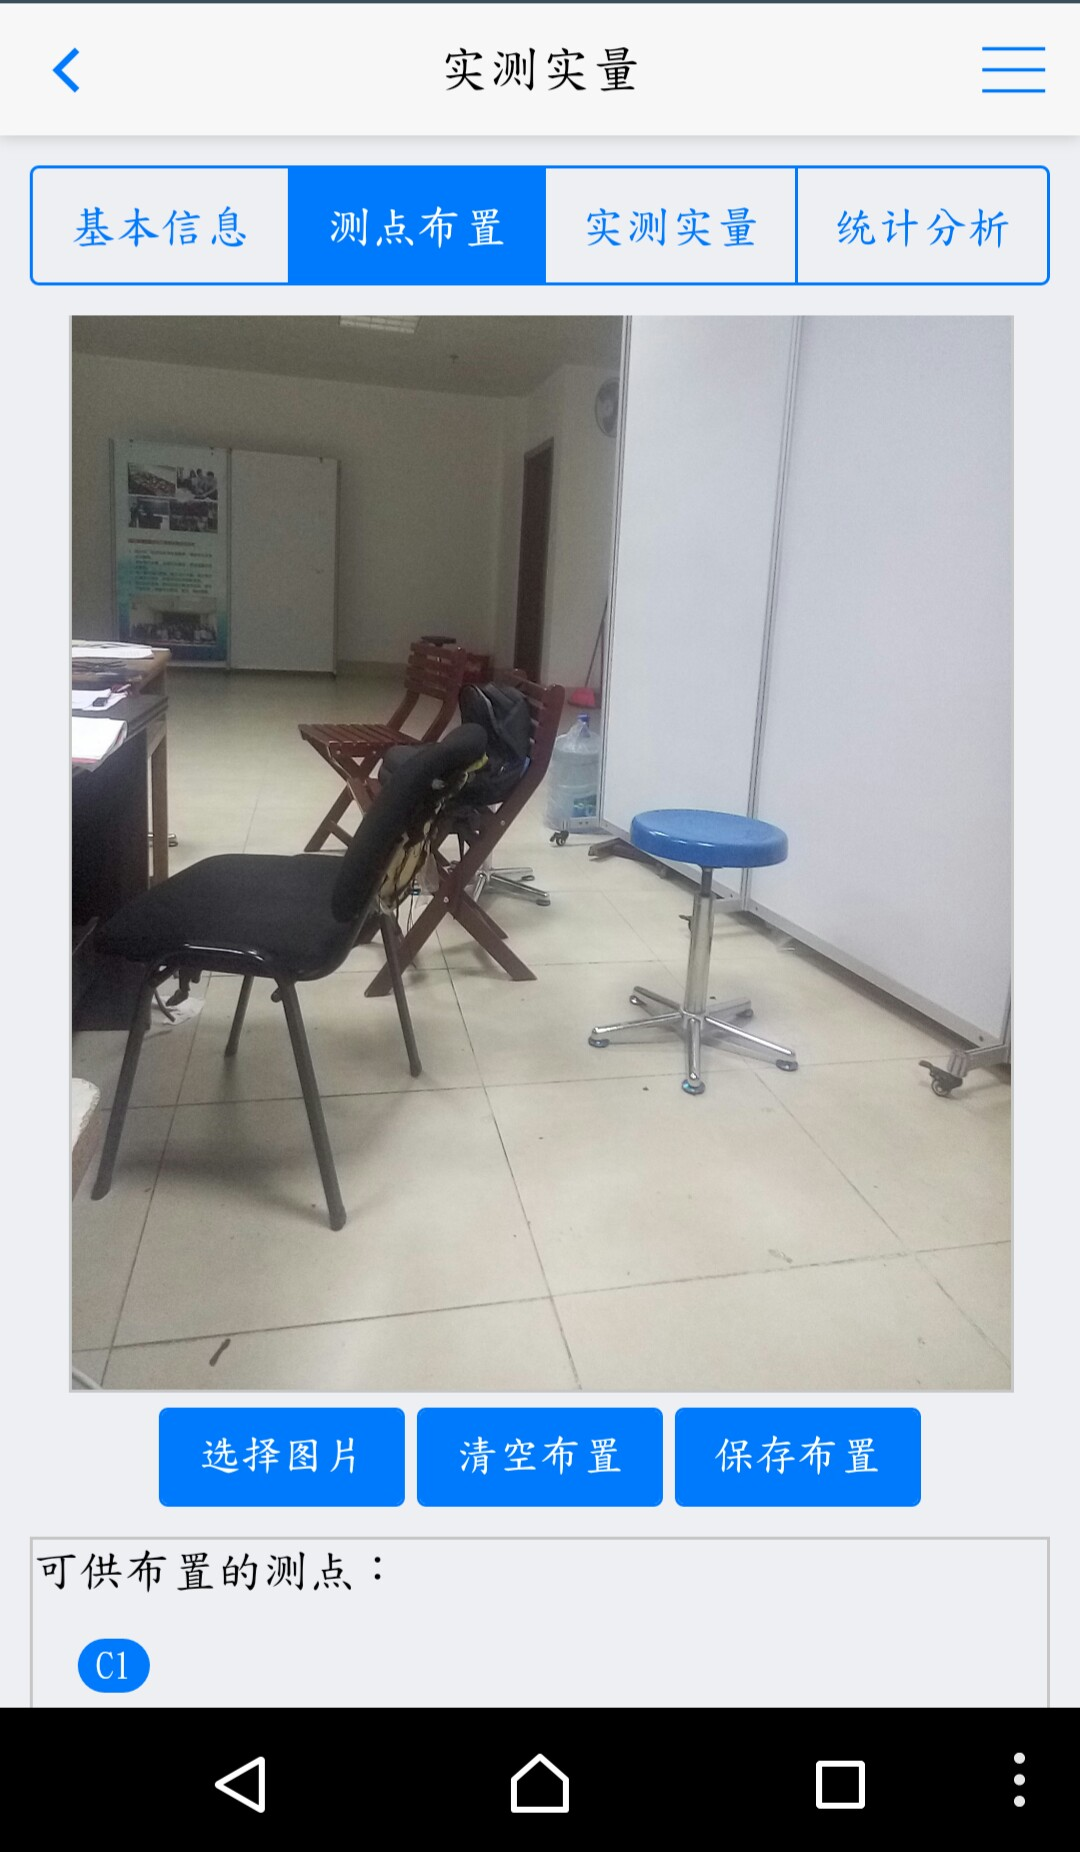 实测实量
基本信息 测点布置 实测实量 统计分析
选择图片 清空布置 保存布置
可供布置的测点：
C1